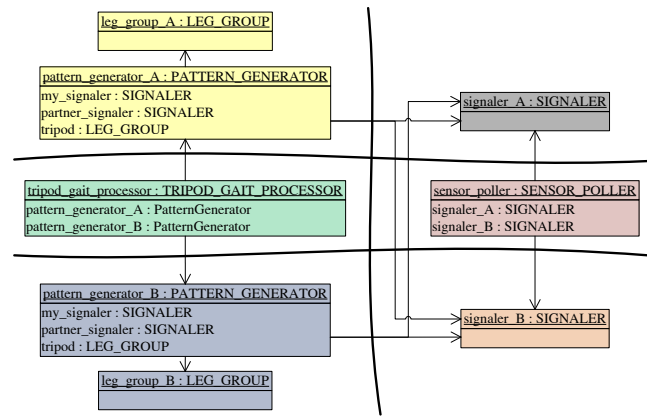 leg_group_A : LEG_GROUP
pattern_generator_A : PATTERN_GENERATOR
my_signaler : SIGNALER
partner_signaler : SIGNALER
tripod : LEG_GROUP
signaler_A : SIGNALER
tripod_gait_processor : TRIPOD_GAIT_PROCESSOR
pattern_generator_A : PatternGenerator
pattern_generator_B : PatternGenerator
sensor_poller : SENSOR_POLLER
signaler_A : SIGNALER
signaler_B : SIGNALER
pattern_generator_B : PATTERN_GENERATOR
my_signaler : SIGNALER
partner_signaler : SIGNALER
tripod : LEG_GROUP
signaler_B : SIGNALER
leg_group_B : LEG_GROUP